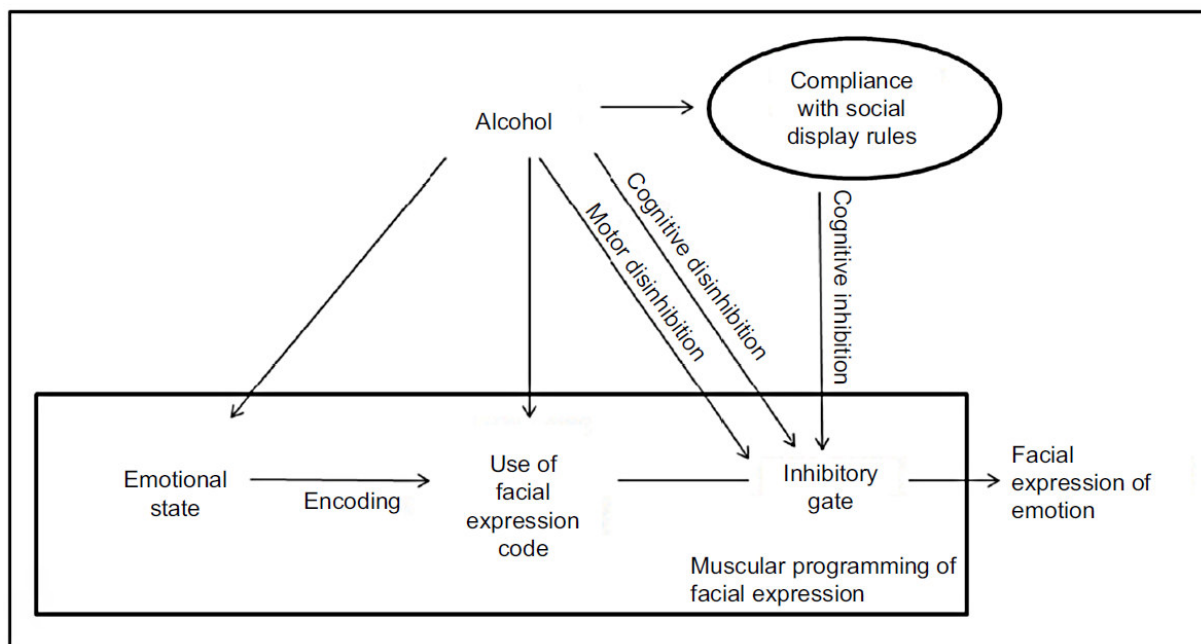 Compliance
with social
display rules
Alcohol
Motor disinhibition
Cognitive disinhibition
Cognitive inhibition
Emotional
state
Encoding
Use of
facial
expression
code
Inhibitory
gate
Facial
expression of
emotion
Muscular programming of
facial expression